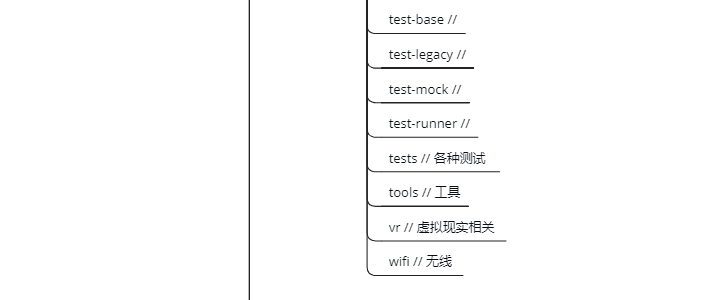 test-base //
test-legacy //
test-mock //
test-runner //
tests // 各种测试
tools // 工具
vr // 虚拟现实相关
wifi // 无线